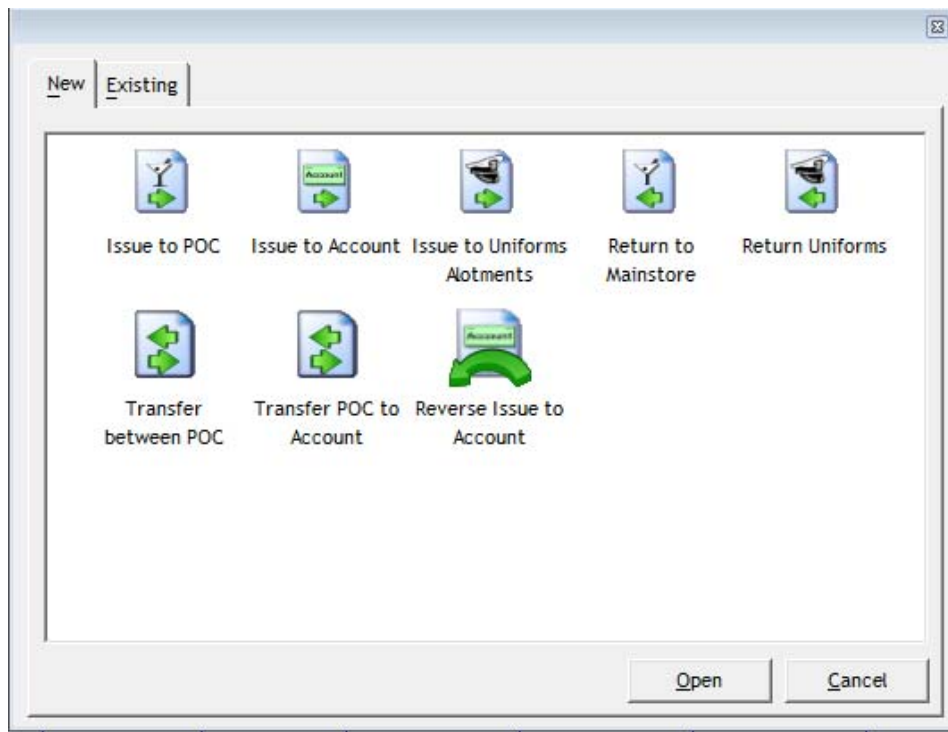 New Existing
Account
Issue to POC Issue to Account Issue to Uniforms Return to Return Uniforms
Alotments Mainstore
Account
Transfer Transfer POC to Reverse Issue to
between POC Account Account
Open Cancel